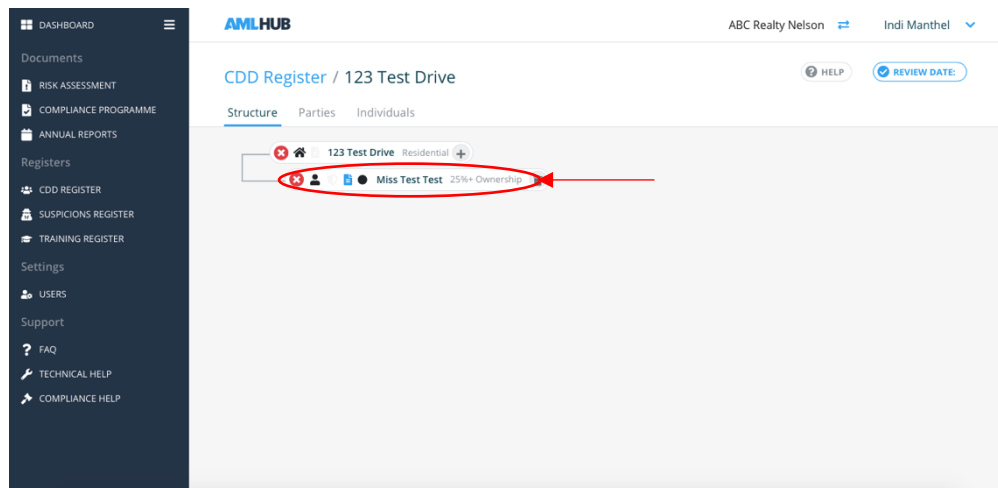 DASHBOARD
AMLHUB
ABC Realty Nelson
Indi Manthel
Documents
RISK ASSESSMENT
COMPLIANCE PROGRAMME
ANNUAL REPORTS
Registers
CDD REGISTER
SUSPICIONS REGISTER
TRAINING REGISTER
Settings
USERS
Support
? FAQ
TECHNICAL HELP
COMPLIANCE HELP
CDD Register / 123 Test Drive
? HELP
REVIEW DATE:
Structure Parties Individuals
123 Test Drive Residential +
Miss Test Test 25%+ Ownership